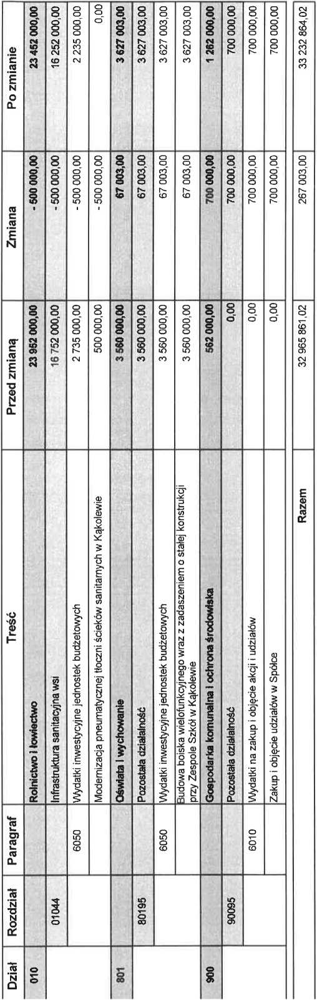 Dział Rozdział Paragraf Treść Przed zmianą Zmiana Po zmianie
010 Rolnictwo i łowiectwo 23 952 000,00 - 500 000,00 23 452 000,00
01044 Infrastruktura sanitacyjna wsi 16 752 000,00 - 500 000,00 16 252 000,00
6050 Wydatki inwestycyjne jednostek budżetowych 2 735 000,00 - 500 000,00 2 235 000,00
Modernizacja pneumatycznej tłoczni ścieków sanitarnych w Kąkolewie 500 000,00 - 500 000,00 0,00
801 Oświata i wychowanie 3 560 000,00 67 003,00 3 627 003,00
80195 Pozostała działalność 3 560 000,00 67 003,00 3 627 003,00
6050 Wydatki inwestycyjne jednostek budżetowych 3 560 000,00 67 003,00 3 627 003,00
Budowa boiska wielofunkcyjnego wraz z zadaszeniem o stałej konstrukcji
przy Zespole Szkół w Kąkolewie 3 560 000,00 67 003,00 3 627 003,00
900 Gospodarka komunalna i ochrona środowiska 562 000,00 700 000,00 1 262 000,00
90095 Pozostała działalność 0,00 700 000,00 700 000,00
6010 Wydatki na zakup i objęcie akcji i udziałów 0,00 700 000,00 700 000,00
Zakup i objęcie udziałów w Spółce 0,00 700 000,00 700 000,00
Razem 32 965 861,02 267 003,00 33 232 864,02